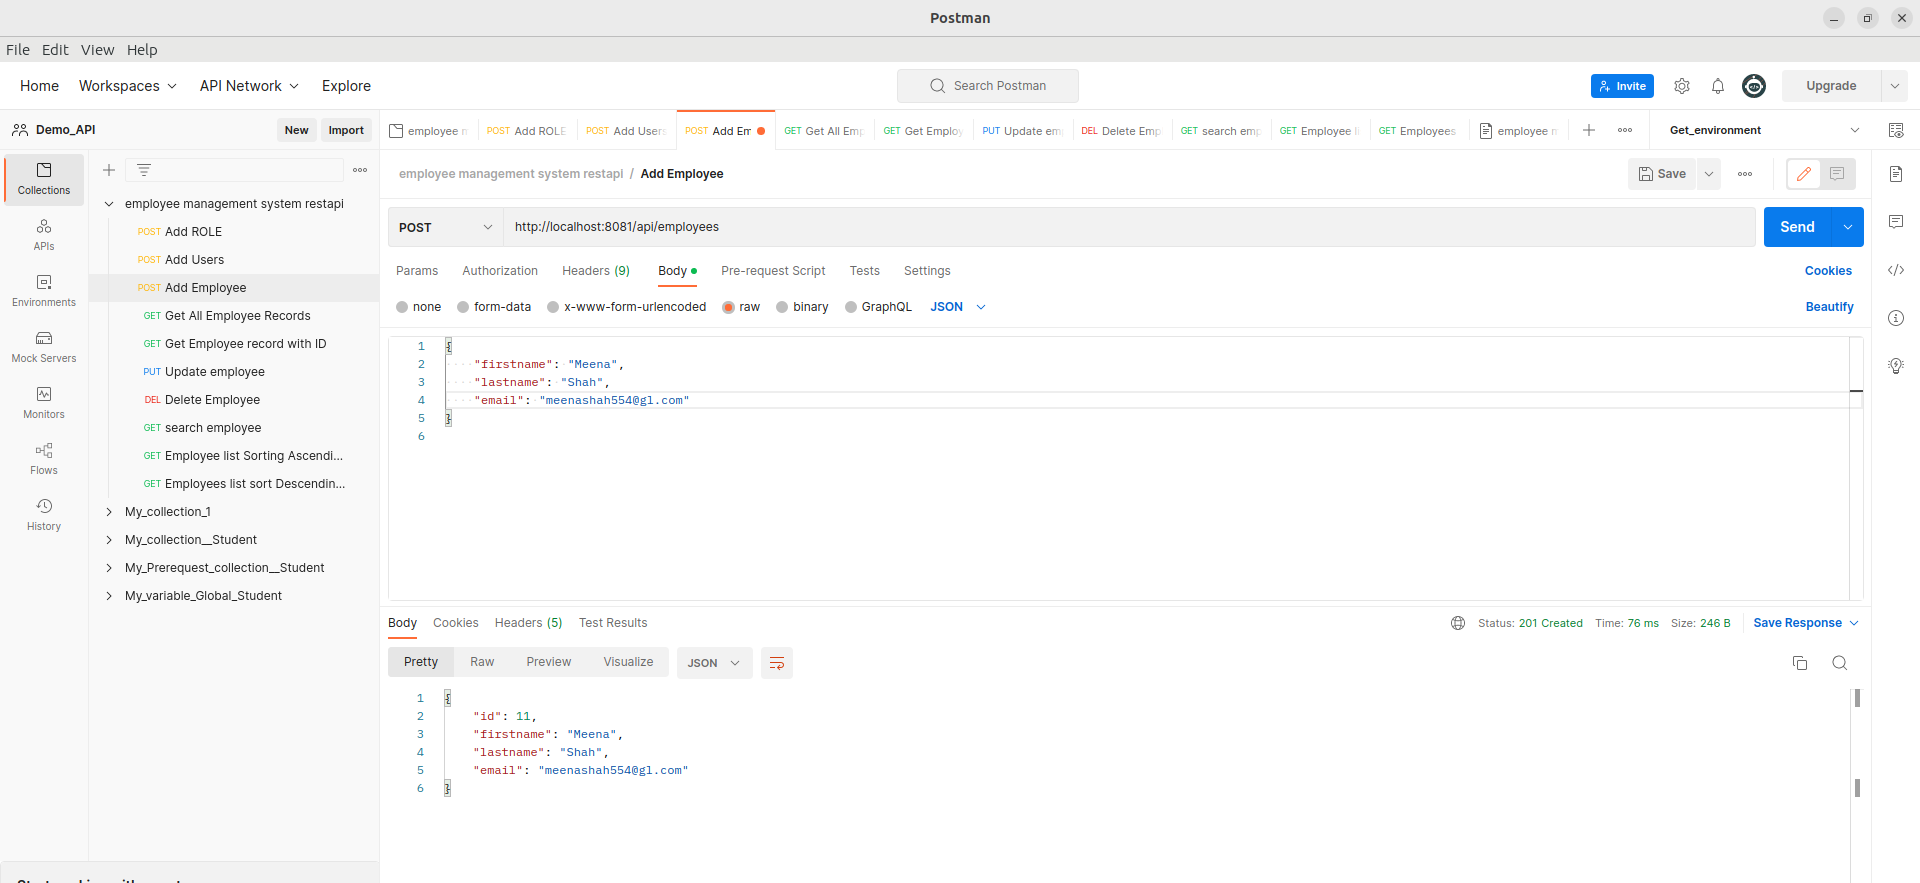 Postman
File Edit View Help
Home Workspaces API Network Explore Search Postman Invite Upgrade
Demo_API New Import
employee POST Add ROLE POST Add Users POST Add Em GET Get All Emp GET Get Employ PUT Update em DEL Delete Emp GET search emp GET Employee GET Employees employee Get_environment
Collections
APIs
Environments
Mock Servers
Monitors
Flows
History
employee management system restapi
POST Add ROLE
POST Add Users
POST Add Employee
GET Get All Employee Records
GET Get Employee record with ID
PUT Update employee
DEL Delete Employee
GET search employee
GET Employee list Sorting Ascendi...
GET Employees list sort Descendin...
My_collection_1
My_collection__Student
My_Prerequest_collection__Student
My_variable_Global_Student
employee management system restapi / Add Employee Save
POST http://localhost:8081/api/employees Send
Params Authorization Headers (9) Body Pre-request Script Tests Settings Cookies
none form-data x-www-form-urlencoded raw binary GraphQL JSON Beautify
1 {
2 "firstname": "Meena",
3 "lastname": "Shah",
4 "email": "meenashah554@gl.com"
5 }
6
Body Cookies Headers (5) Test Results Status: 201 Created Time: 76 ms Size: 246 B Save Response
Pretty Raw Preview Visualize JSON
1 {
2 "id": 11,
3 "firstname": "Meena",
4 "lastname": "Shah",
5 "email": "meenashah554@gl.com"
6 }